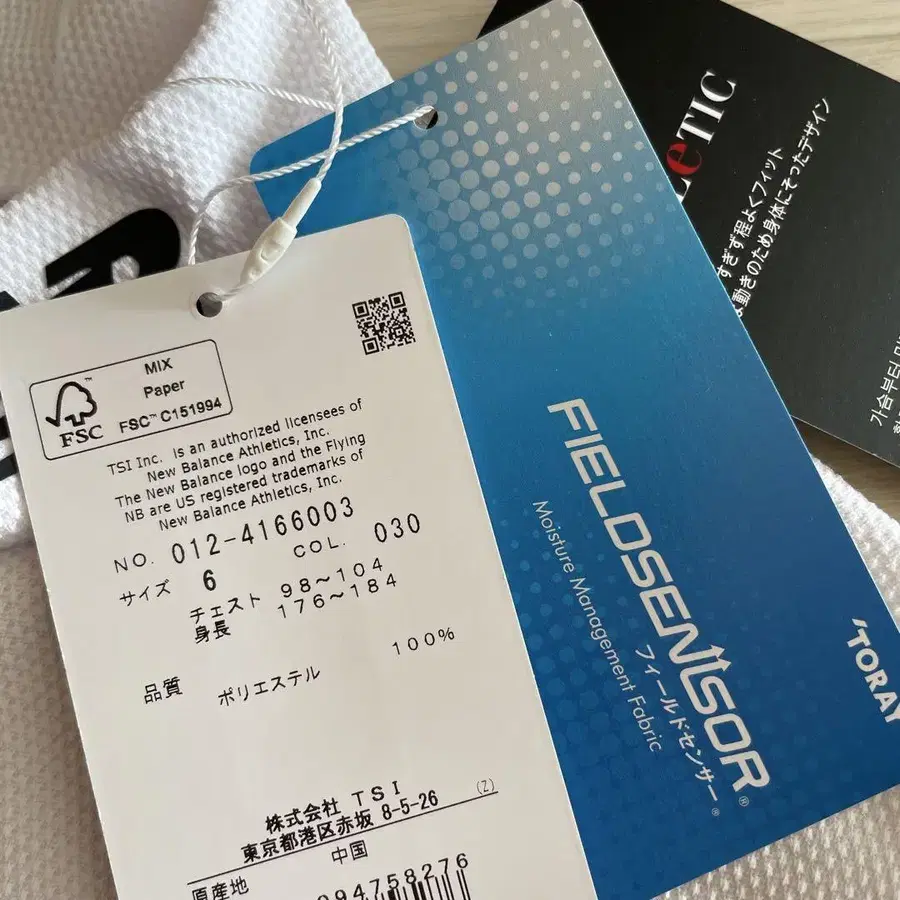 MIX
Paper
FSC™ C151994
FSC
TSI Inc. is an authorized licensees of
New Balance Athletics, Inc.
The New Balance logo and the Flying
NB are US registered trademarks of
New Balance Athletics, Inc.
NO. 012-4166003
COL. 030
サイズ 6
チェスト 98～104
身長 176～184
品質 ポリエステル 100%
株式会社 TSI
東京都港区赤坂 8-5-26 (Z)
原産地 中国
094758276
FIELDSENSOR®
フィールドセンサー®
Moisture Management Fabric
'TORAY
eTIC
すぎず程よくフィット
動きのため身体にそったデザイン
가슴부터